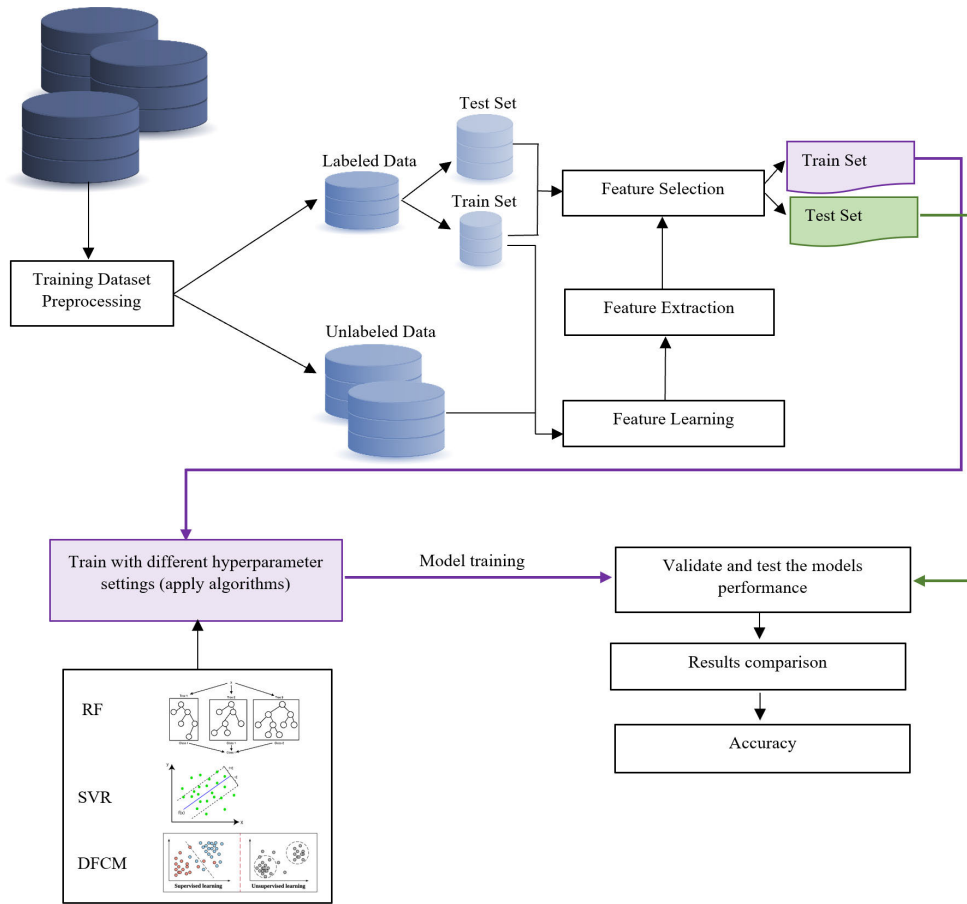 Test Set
Labeled Data
Train Set
Feature Selection
Train Set
Test Set
Training Dataset
Preprocessing
Feature Extraction
Unlabeled Data
Feature Learning
Train with different hyperparameter
settings (apply algorithms)
Model training
Validate and test the models
performance
Results comparison
Accuracy
RF
SVR
f(x)
DFCM
Supervised learning
Unsupervised learning